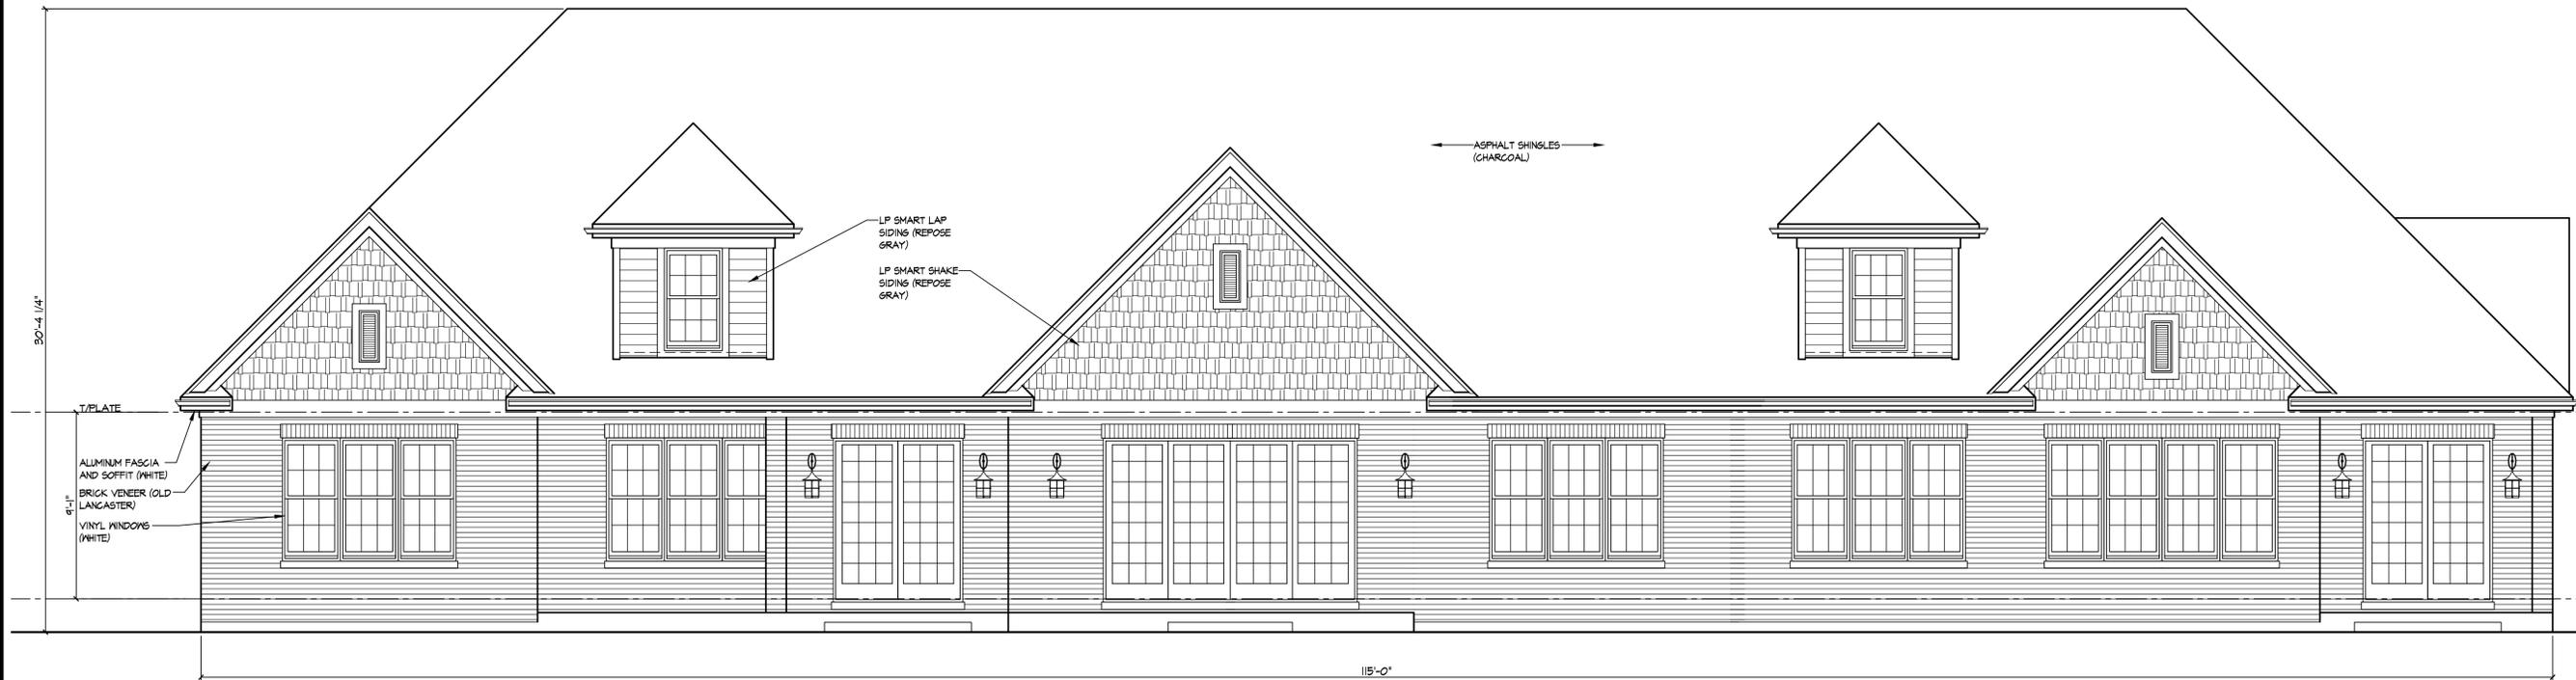 ASPHALT SHINGLES
(CHARCOAL)
LP SMART LAP
SIDING (REPOSE
GRAY)
LP SMART SHAKE
SIDING (REPOSE
GRAY)
30'-4 1/4"
T/PLATE
ALUMINUM FASCIA
AND SOFFIT (WHITE)
BRICK VENEER (OLD
LANCASTER)
9'-1"
VINYL WINDOWS
(WHITE)
115'-0"